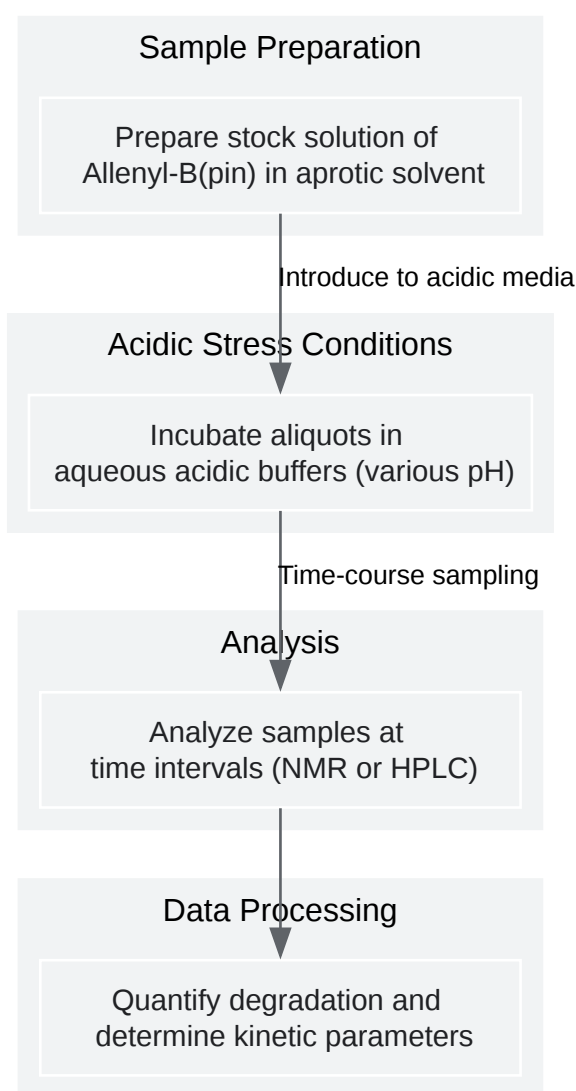 Sample Preparation
Prepare stock solution of
Allenyl-B(pin) in aprotic solvent
Introduce to acidic media
Acidic Stress Conditions
Incubate aliquots in
aqueous acidic buffers (various pH)
Time-course sampling
Analysis
Analyze samples at
time intervals (NMR or HPLC)
Data Processing
Quantify degradation and
determine kinetic parameters